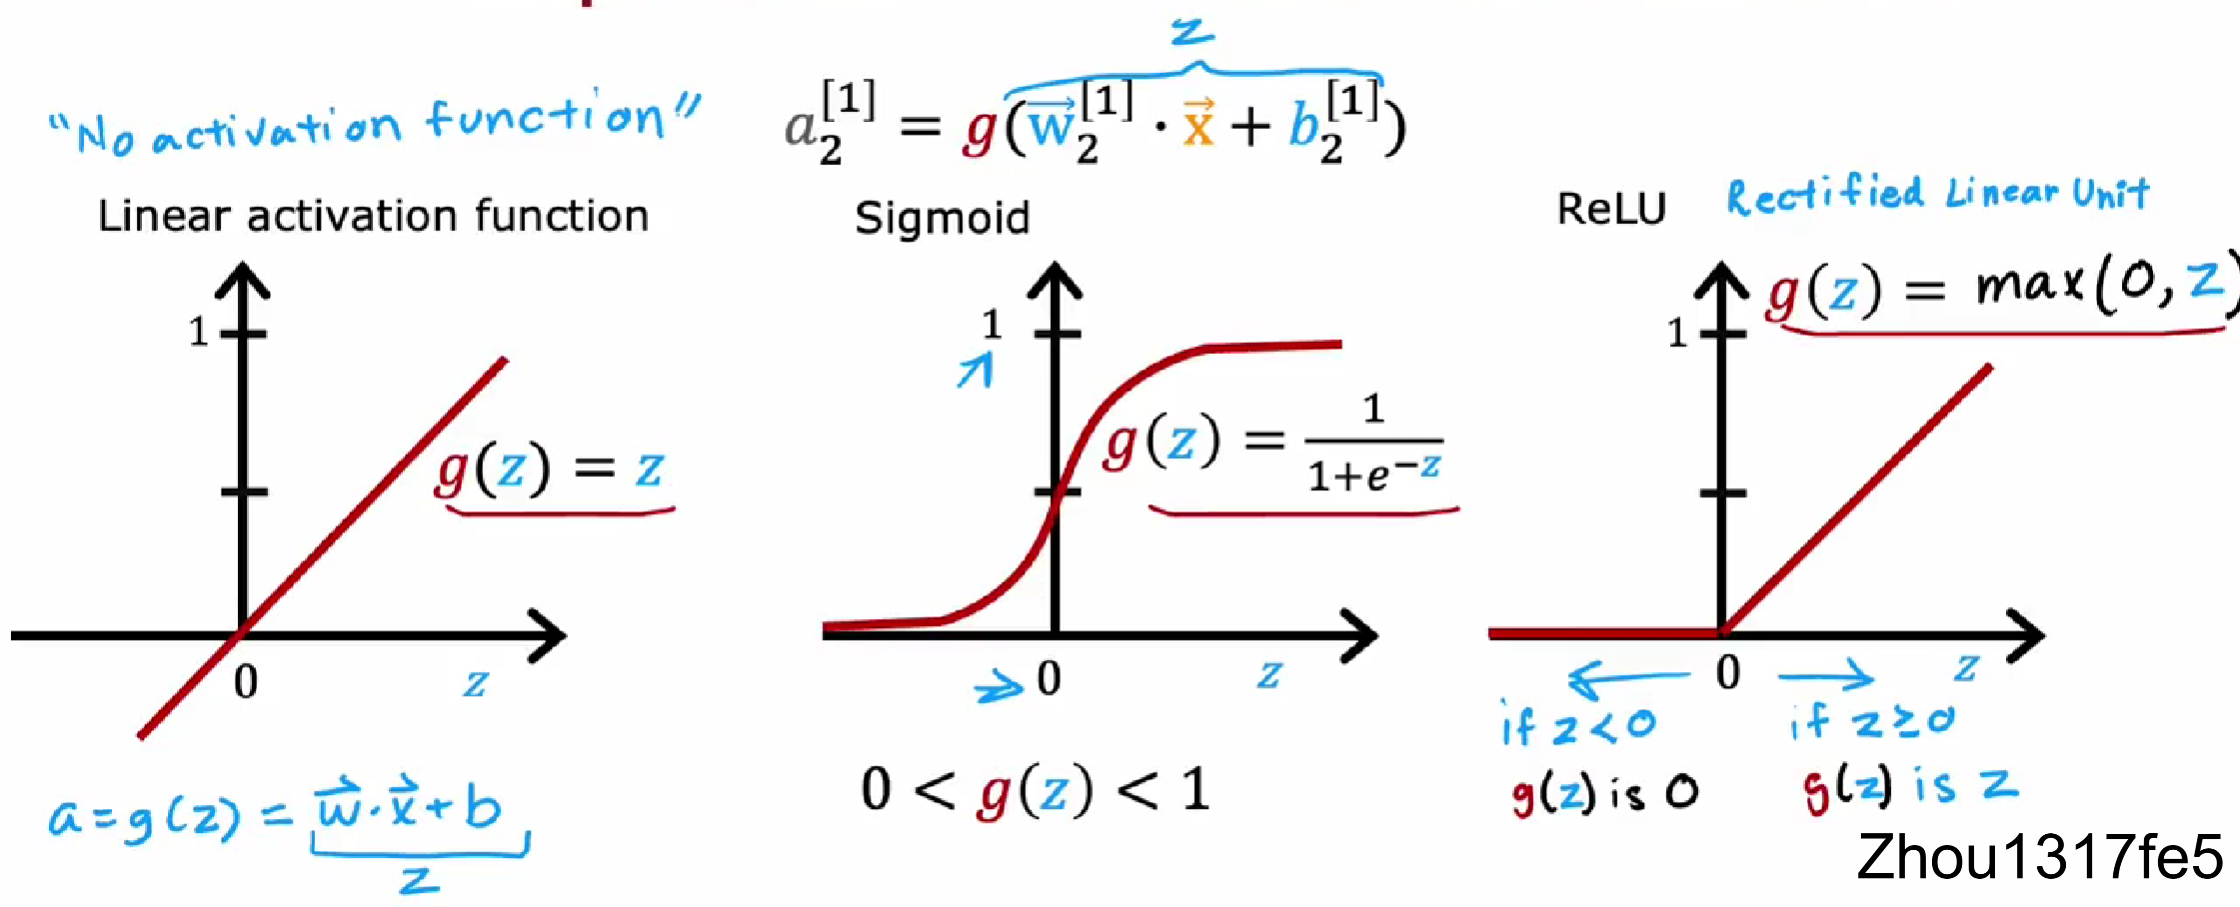 z
"No activation function"
a₂^[1] = g(w⃗₂^[1] · x⃗ + b₂^[1])
Linear activation function
Sigmoid
ReLU Rectified Linear Unit
1
g(z) = z
0
z
a = g(z) = w⃗ · x⃗ + b
z
1
g(z) = 1/(1+e^(−z))
0
z
0 < g(z) < 1
g(z) = max(0, z)
1
0
z
if z < 0
g(z) is 0
if z ≥ 0
g(z) is z
Zhou1317fe5